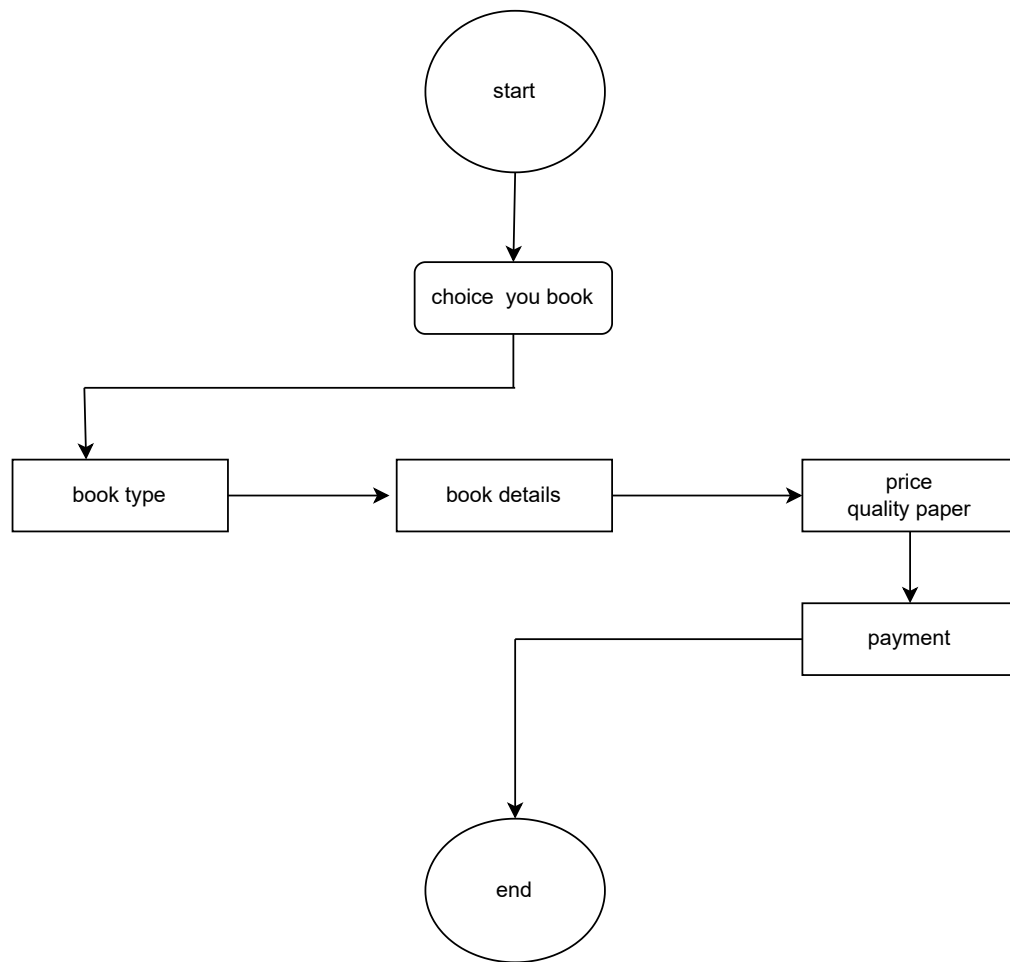 start
choice  you book
book type
book details
price
quality paper
payment
end